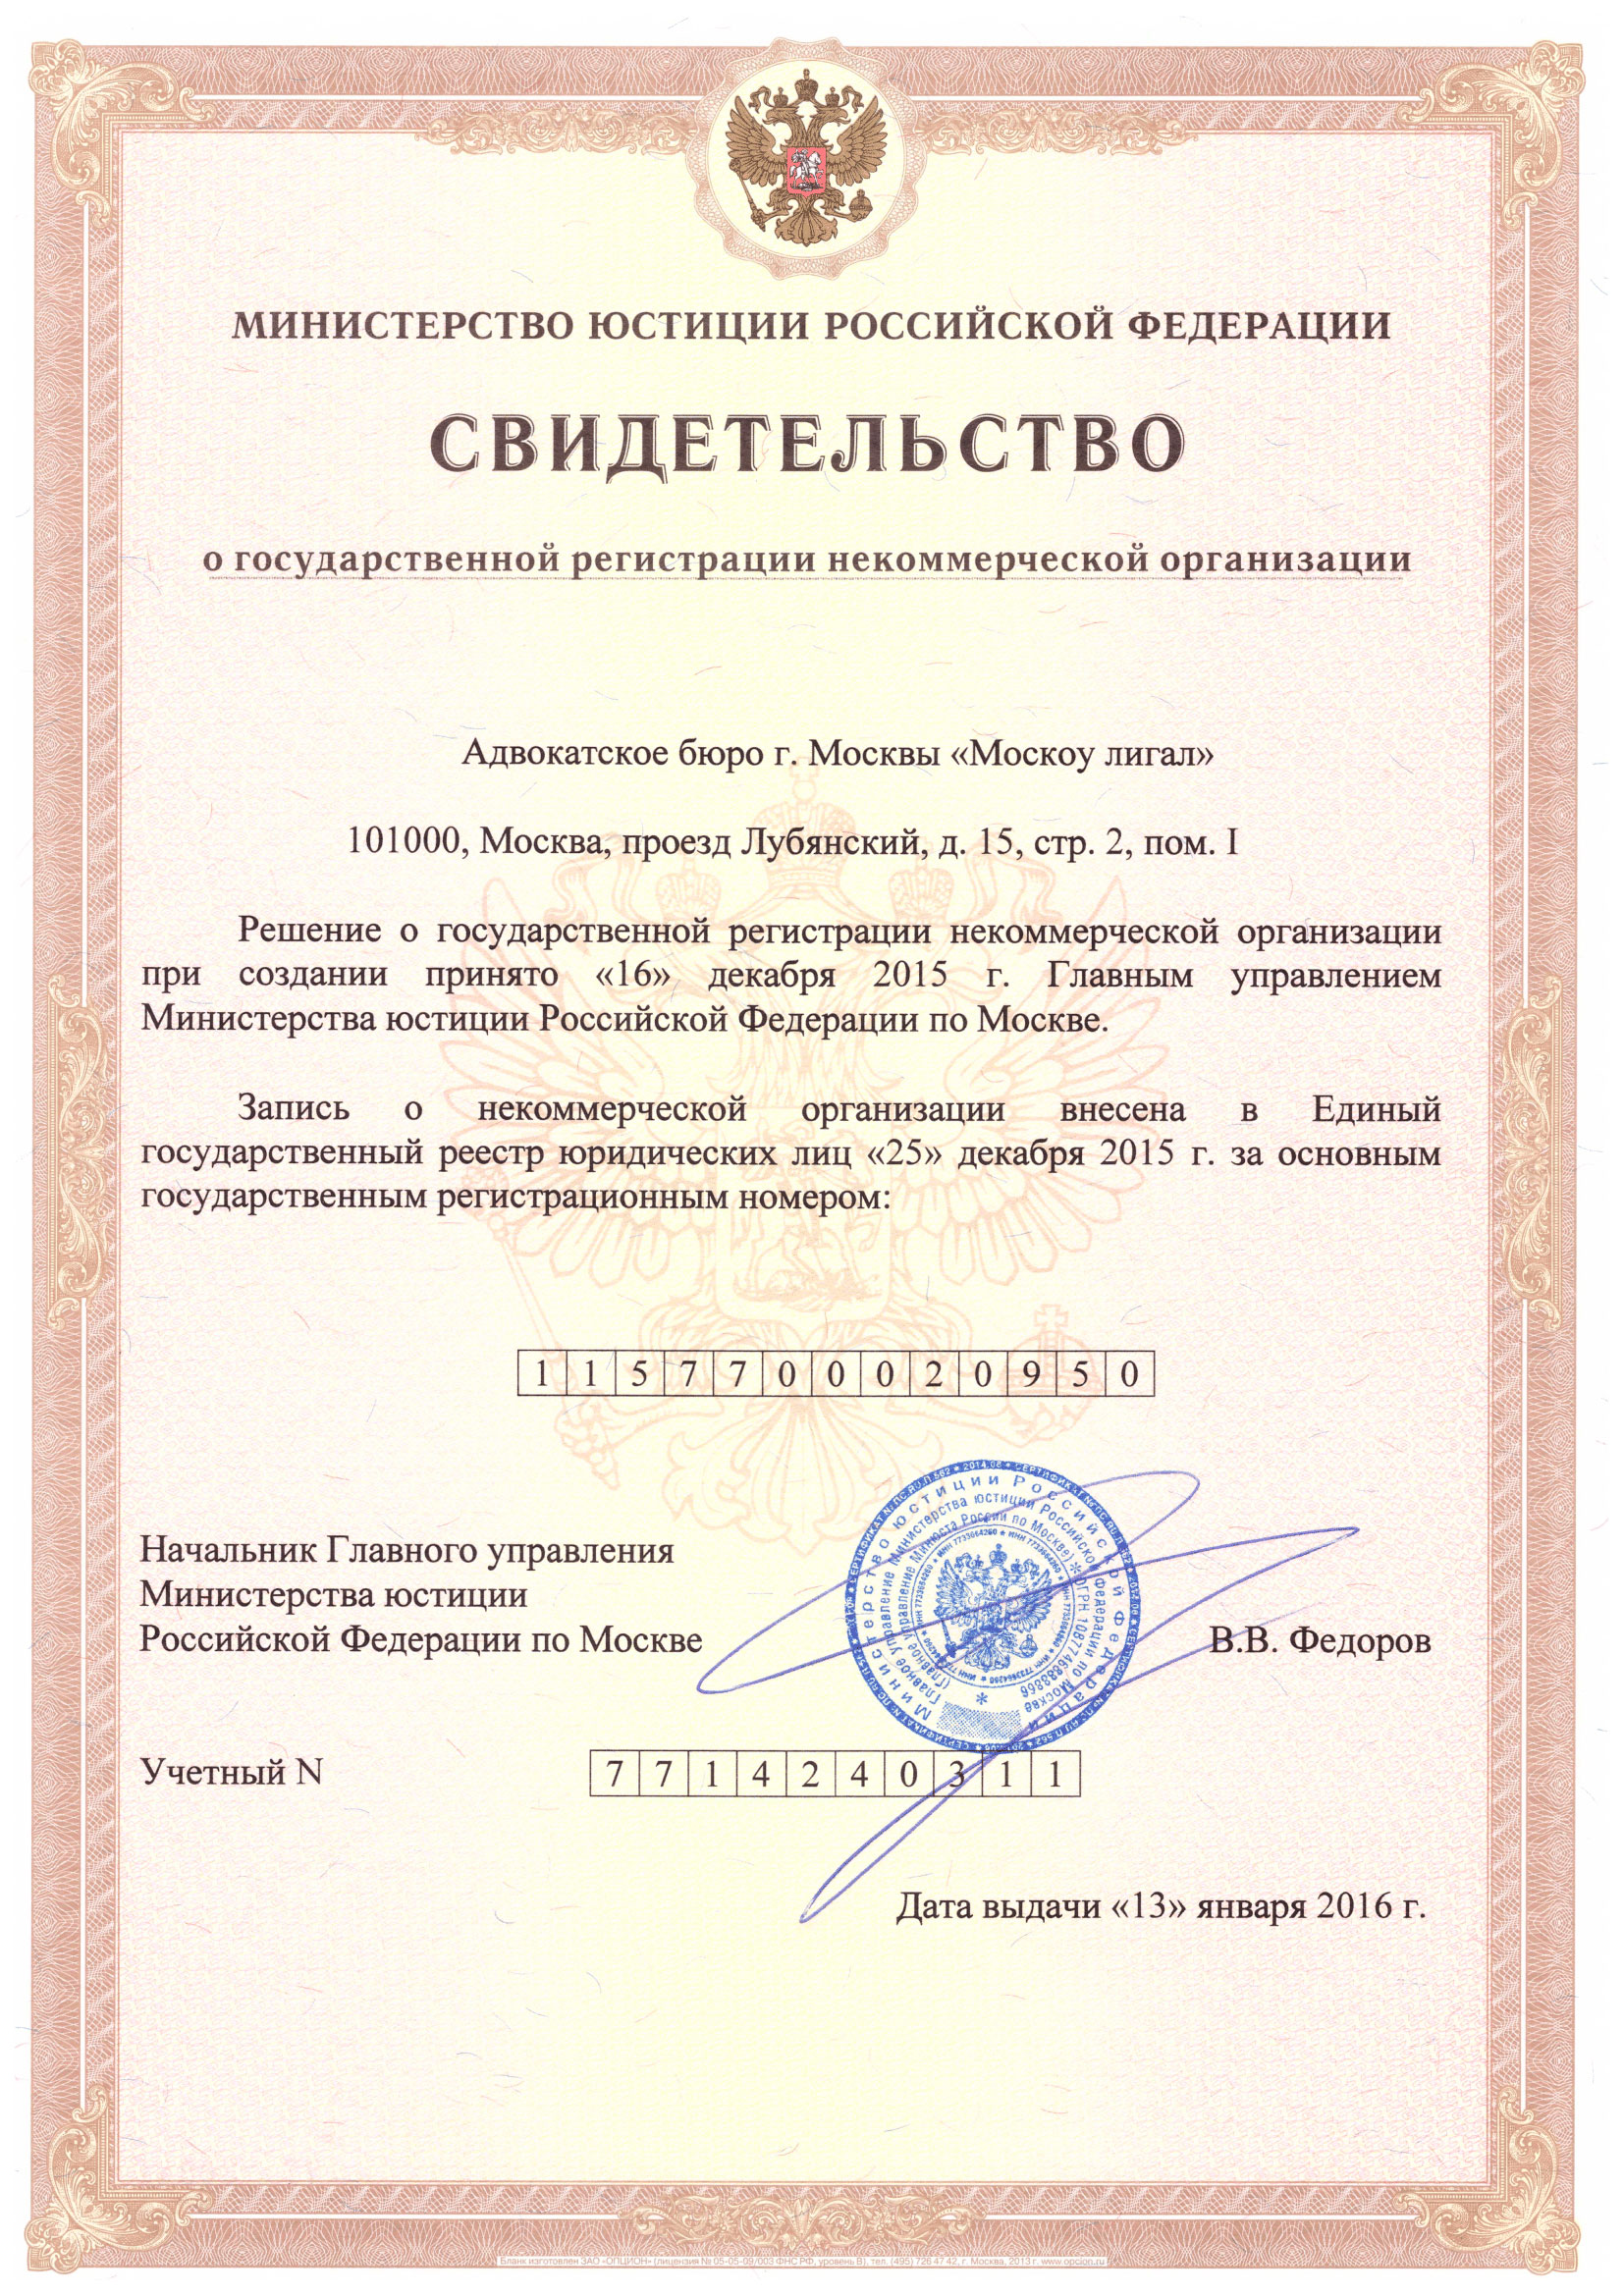 МИНИСТЕРСТВО ЮСТИЦИИ РОССИЙСКОЙ ФЕДЕРАЦИИ
СВИДЕТЕЛЬСТВО
о государственной регистрации некоммерческой организации
Адвокатское бюро г. Москвы «Москоу лигал»
101000, Москва, проезд Лубянский, д. 15, стр. 2, пом. I
Решение о государственной регистрации некоммерческой организации
при создании принято «16» декабря 2015 г. Главным управлением
Министерства юстиции Российской Федерации по Москве.
Запись о некоммерческой организации внесена в Единый
государственный реестр юридических лиц «25» декабря 2015 г. за основным
государственным регистрационным номером:
1 1 5 7 7 0 0 0 2 0 9 5 0
Министерство юстиции Российской Федерации
Главное управление Министерства юстиции Российской Федерации по Москве
(Главное управление Минюста России по Москве) * ОГРН 1087746888866
ИНН 7733664260
Начальник Главного управления
Министерства юстиции
Российской Федерации по Москве
В.В. Федоров
Учетный N
7 7 1 4 2 4 0 3 1 1
Дата выдачи «13» января 2016 г.
Бланк изготовлен ЗАО «ОПЦИОН» (лицензия № 05-05-09/003 ФНС РФ, уровень В), тел. (495) 726 47 42, г. Москва, 2013 г. www.opcion.ru